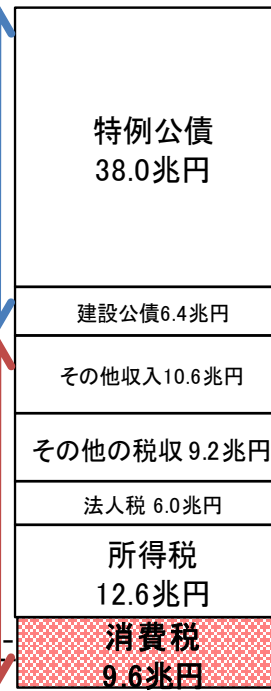 特例公債
38.0兆円
建設公債6.4兆円
その他収入10.6兆円
その他の税収 9.2兆円
法人税 6.0兆円
所得税
12.6兆円
消費税
9.6兆円